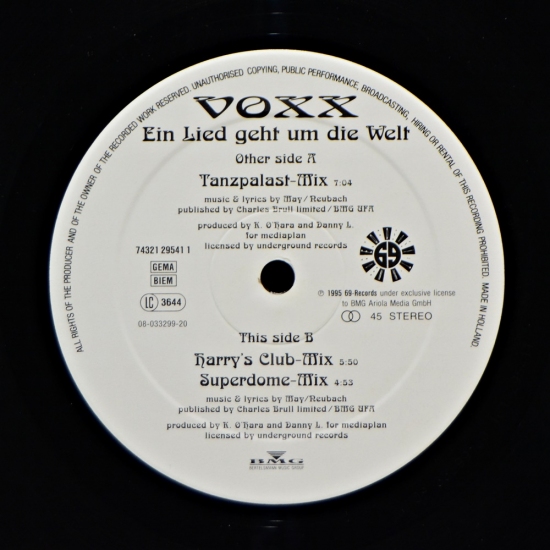 ALL RIGHTS OF THE PRODUCER AND OF THE OWNER OF THE RECORDED WORK RESERVED. UNAUTHORISED COPYING, PUBLIC PERFORMANCE, BROADCASTING, HIRING OR RENTAL OF THIS RECORDING PROHIBITED. MADE IN HOLLAND.
VOXX
Ein Lied geht um die Welt
Other side A
Tanzpalast-Mix 7:04
music & lyrics by May/Neubach
published by Charles Brull limited/BMG UFA
produced by K. O'Hara and Danny L.
for mediaplan
licensed by underground records
74321 29541 1
GEMA
BIEM
LC 3644
08-033299-20
69
℗ 1995 69-Records under exclusive license
to BMG Ariola Media GmbH
45 STEREO
This side B
Harry's Club-Mix 5:50
Superdome-Mix 4:53
music & lyrics by May/Neubach
published by Charles Brull limited/BMG UFA
produced by K. O'Hara and Danny L. for mediaplan
licensed by underground records
BMG
BERTELSMANN MUSIC GROUP